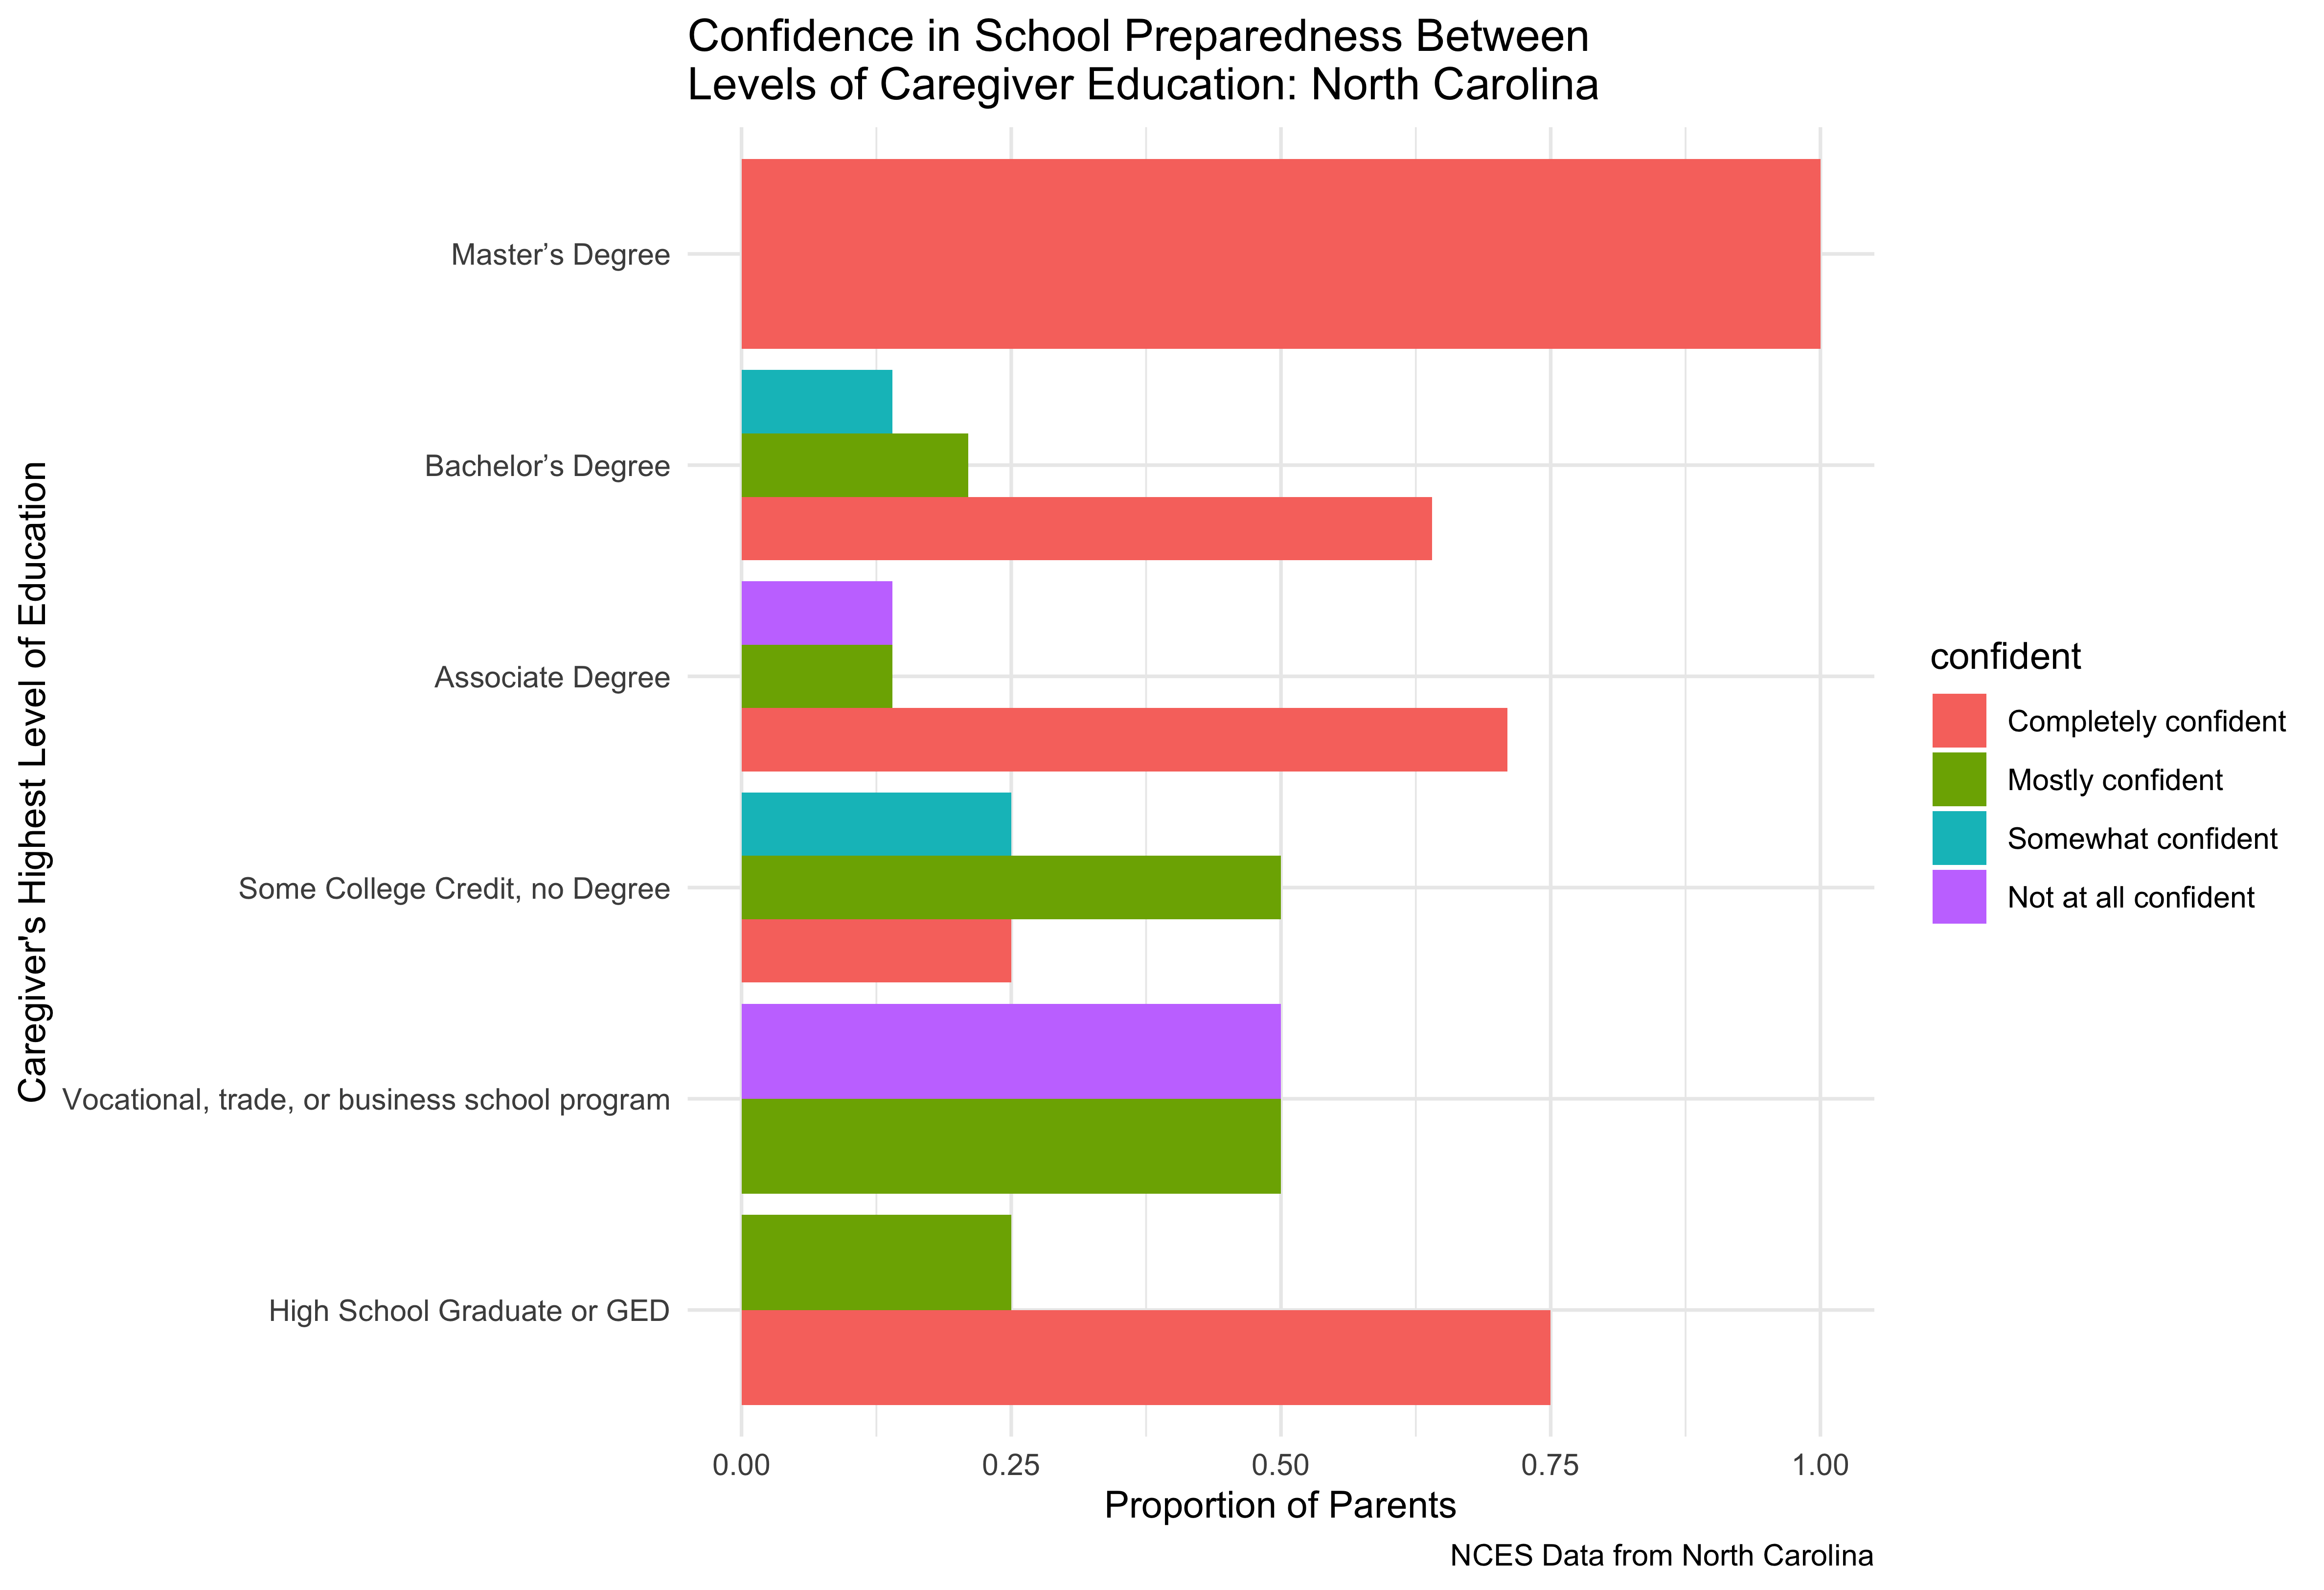 Confidence in School Preparedness Between
Levels of Caregiver Education: North Carolina
Caregiver's Highest Level of Education
Master’s Degree
Bachelor’s Degree
Associate Degree
Some College Credit, no Degree
Vocational, trade, or business school program
High School Graduate or GED
0.00 0.25 0.50 0.75 1.00
Proportion of Parents
confident
Completely confident
Mostly confident
Somewhat confident
Not at all confident
NCES Data from North Carolina